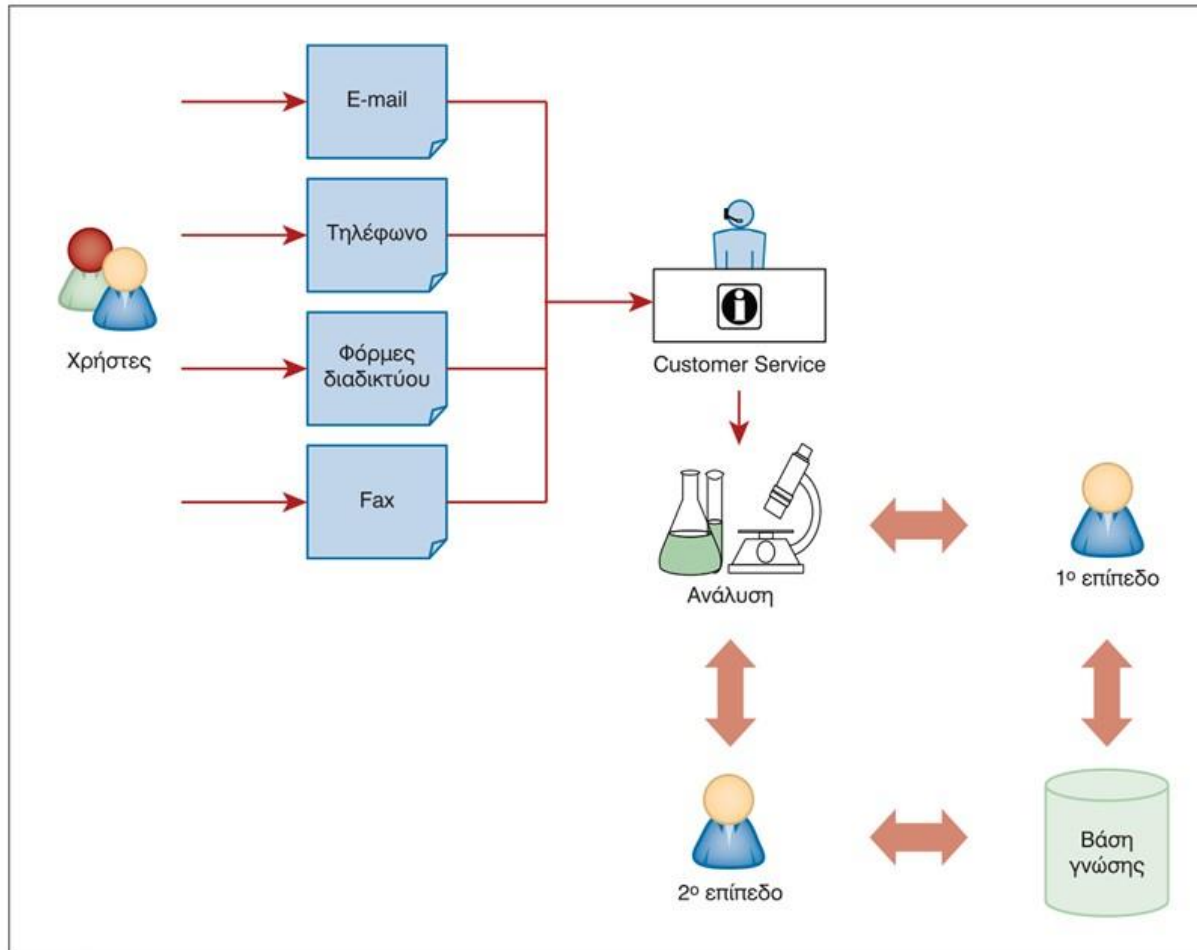 E-mail
Τηλέφωνο
Χρήστες
Φόρμες
διαδικτύου
Fax
Customer Service
Ανάλυση
1ο επίπεδο
2ο επίπεδο
Βάση
γνώσης